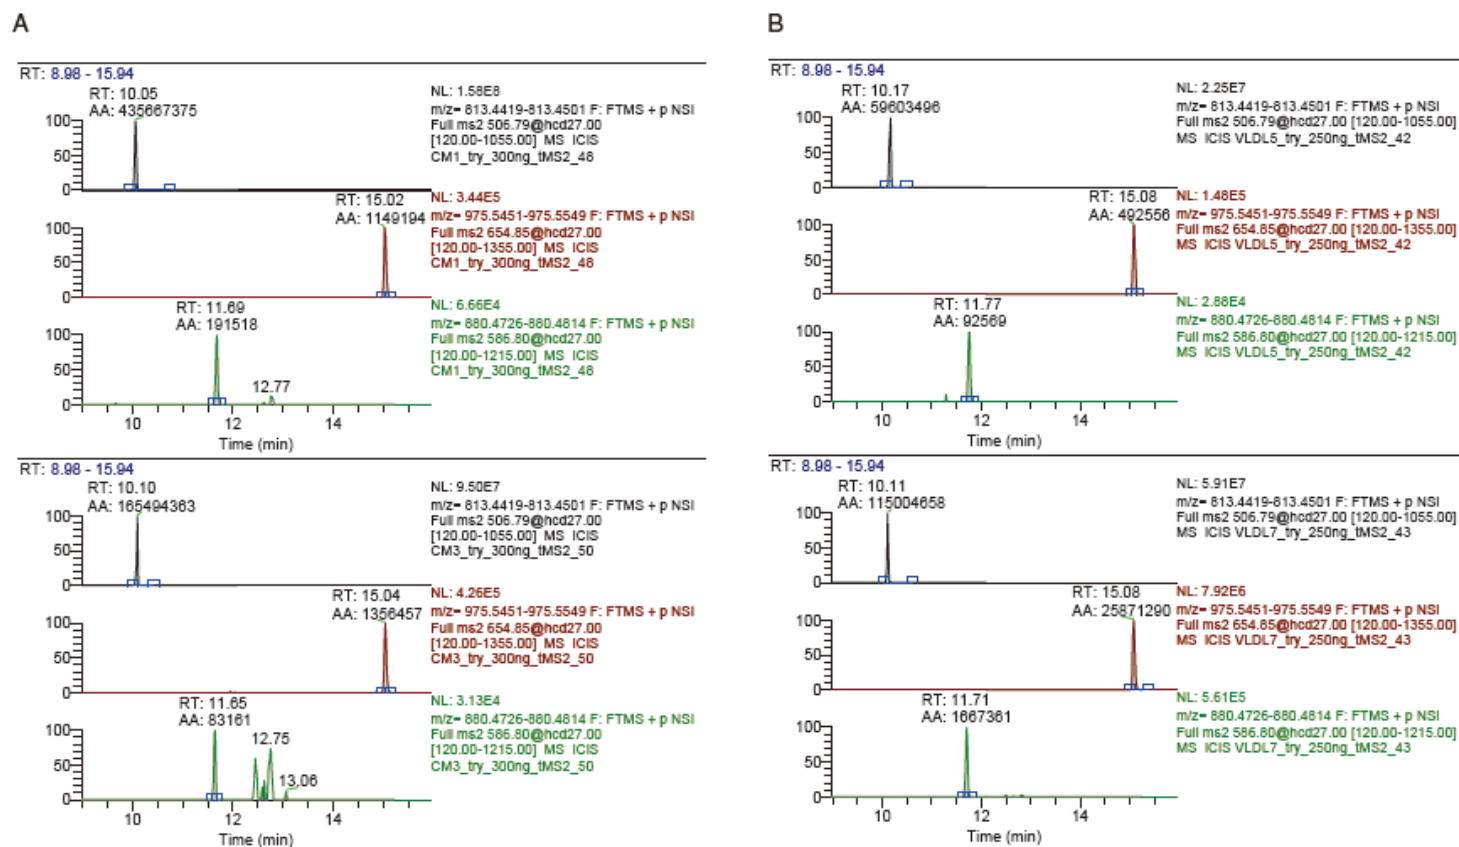 A
RT: 8.98 - 15.94
RT: 10.05
AA: 435667375
100
50
0
NL: 1.58E8
m/z= 813.4419-813.4501 F: FTMS + p NSI
Full ms2 506.79@hcd27.00
[120.00-1055.00] MS ICIS
CM1_try_300ng_tMS2_48
RT: 15.02
AA: 1149194
100
50
0
NL: 3.44E5
m/z= 975.5451-975.5549 F: FTMS + p NSI
Full ms2 654.85@hcd27.00
[120.00-1355.00] MS ICIS
CM1_try_300ng_tMS2_48
RT: 11.69
AA: 191518
12.77
100
50
0
NL: 6.66E4
m/z= 880.4726-880.4814 F: FTMS + p NSI
Full ms2 586.80@hcd27.00
[120.00-1215.00] MS ICIS
CM1_try_300ng_tMS2_48
10 12 14
Time (min)
RT: 8.98 - 15.94
RT: 10.10
AA: 165494363
100
50
0
NL: 9.50E7
m/z= 813.4419-813.4501 F: FTMS + p NSI
Full ms2 506.79@hcd27.00
[120.00-1055.00] MS ICIS
CM3_try_300ng_tMS2_50
RT: 15.04
AA: 1356457
100
50
0
NL: 4.26E5
m/z= 975.5451-975.5549 F: FTMS + p NSI
Full ms2 654.85@hcd27.00
[120.00-1355.00] MS ICIS
CM3_try_300ng_tMS2_50
RT: 11.65
AA: 83161
12.75
13.06
100
50
0
NL: 3.13E4
m/z= 880.4726-880.4814 F: FTMS + p NSI
Full ms2 586.80@hcd27.00
[120.00-1215.00] MS ICIS
CM3_try_300ng_tMS2_50
10 12 14
Time (min)
B
RT: 8.98 - 15.94
RT: 10.17
AA: 59603496
100
50
0
NL: 2.25E7
m/z= 813.4419-813.4501 F: FTMS + p NSI
Full ms2 506.79@hcd27.00 [120.00-1055.00]
MS ICIS VLDL5_try_250ng_tMS2_42
RT: 15.08
AA: 492556
100
50
0
NL: 1.48E5
m/z= 975.5451-975.5549 F: FTMS + p NSI
Full ms2 654.85@hcd27.00 [120.00-1355.00]
MS ICIS VLDL5_try_250ng_tMS2_42
RT: 11.77
AA: 92569
100
50
0
NL: 2.88E4
m/z= 880.4726-880.4814 F: FTMS + p NSI
Full ms2 586.80@hcd27.00 [120.00-1215.00]
MS ICIS VLDL5_try_250ng_tMS2_42
10 12 14
Time (min)
RT: 8.98 - 15.94
RT: 10.11
AA: 115004658
100
50
0
NL: 5.91E7
m/z= 813.4419-813.4501 F: FTMS + p NSI
Full ms2 506.79@hcd27.00 [120.00-1055.00]
MS ICIS VLDL7_try_250ng_tMS2_43
RT: 15.08
AA: 25871290
100
50
0
NL: 7.92E6
m/z= 975.5451-975.5549 F: FTMS + p NSI
Full ms2 654.85@hcd27.00 [120.00-1355.00]
MS ICIS VLDL7_try_250ng_tMS2_43
RT: 11.71
AA: 1667361
100
50
0
NL: 5.61E5
m/z= 880.4726-880.4814 F: FTMS + p NSI
Full ms2 586.80@hcd27.00 [120.00-1215.00]
MS ICIS VLDL7_try_250ng_tMS2_43
10 12 14
Time (min)